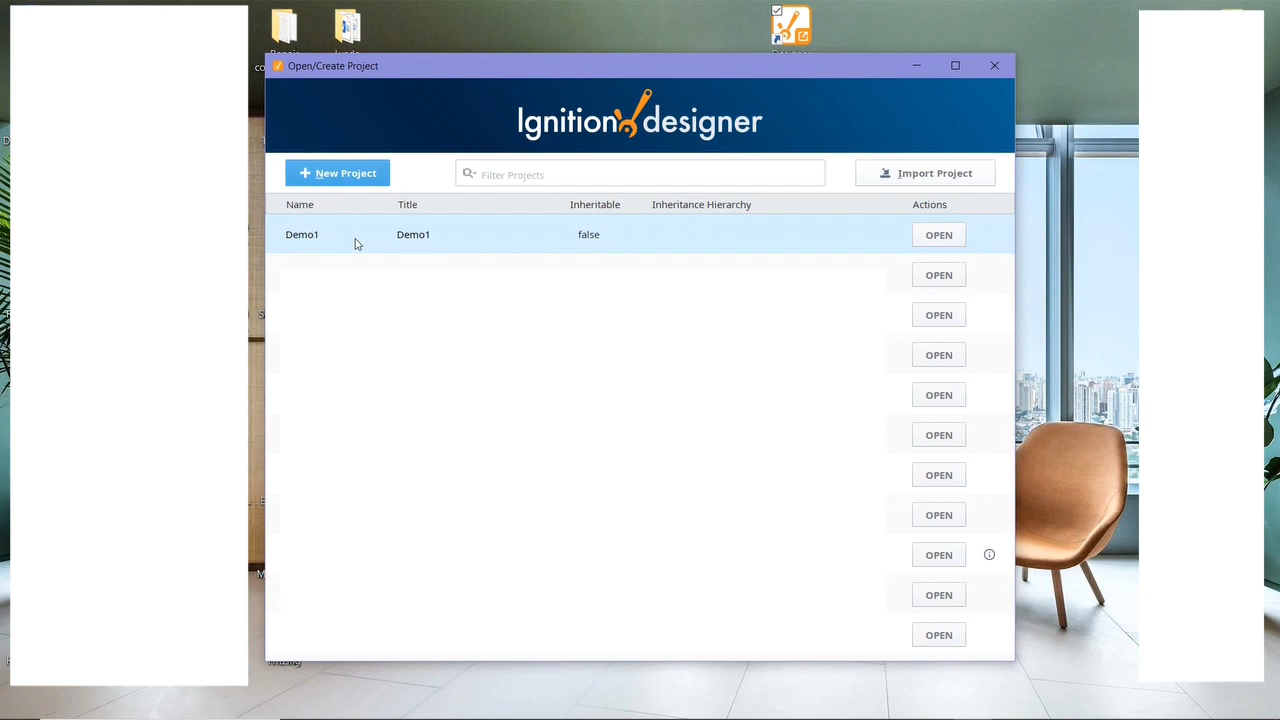 Open/Create Project
Ignition designer
New Project
Filter Projects
Import Project
Name Title Inheritable Inheritance Hierarchy Actions
Demo1 Demo1 false OPEN
OPEN
OPEN
OPEN
OPEN
OPEN
OPEN
OPEN
OPEN
OPEN
OPEN